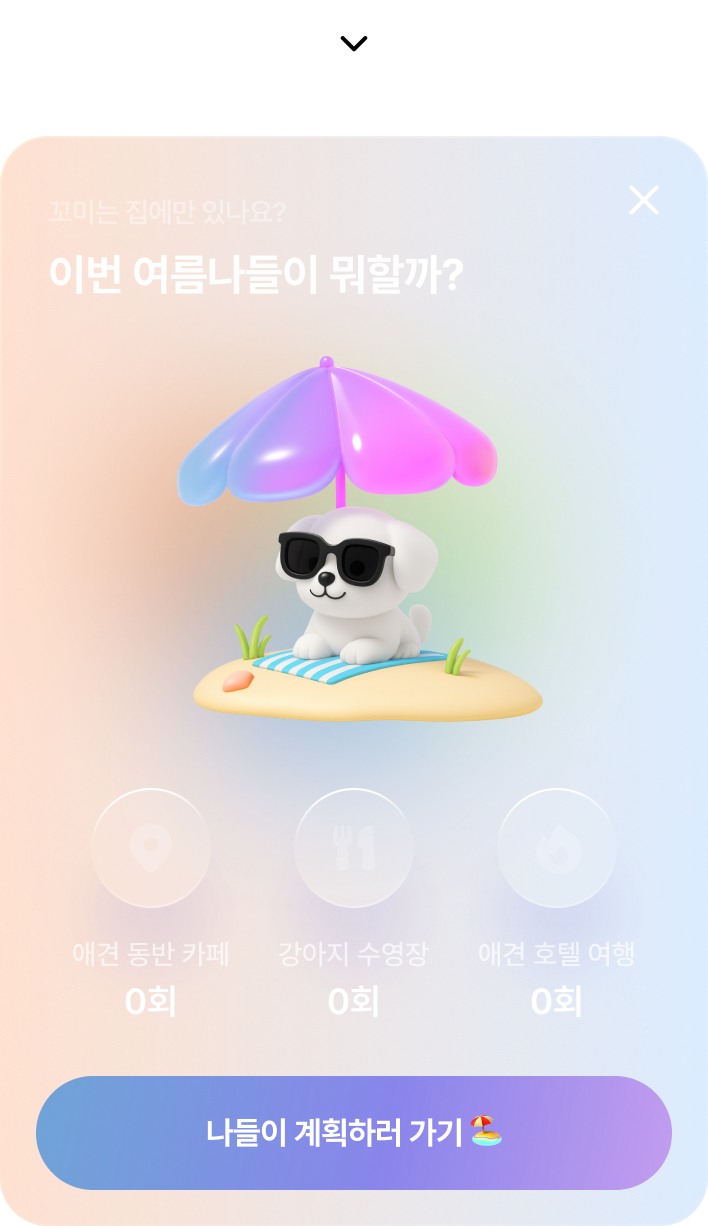 꼬미는 집에만 있나요?
이번 여름나들이 뭐할까?
애견 동반 카페
강아지 수영장
애견 호텔 여행
0회
0회
0회
나들이 계획하러 가기 🏖️